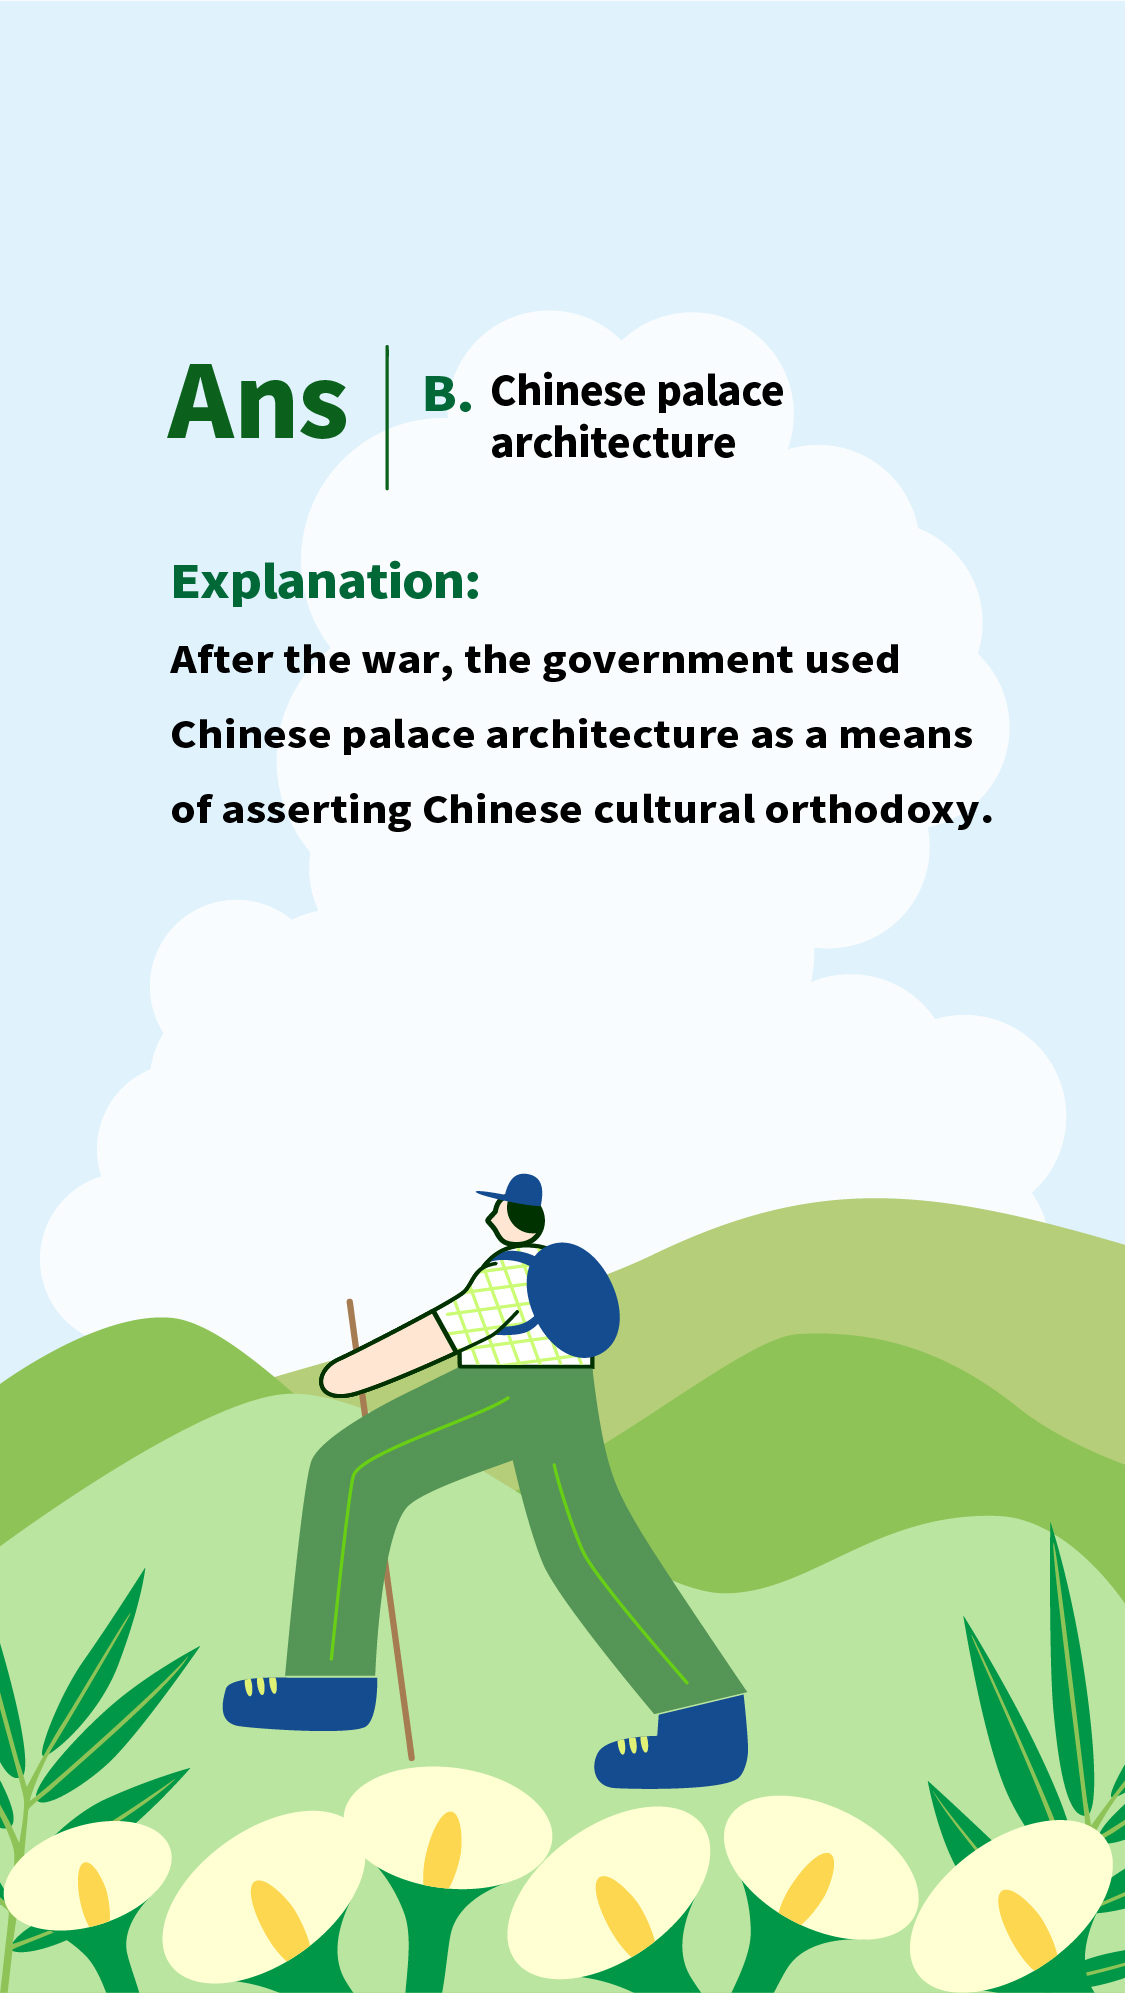 Ans
B. Chinese palace
architecture
Explanation:
After the war, the government used
Chinese palace architecture as a means
of asserting Chinese cultural orthodoxy.